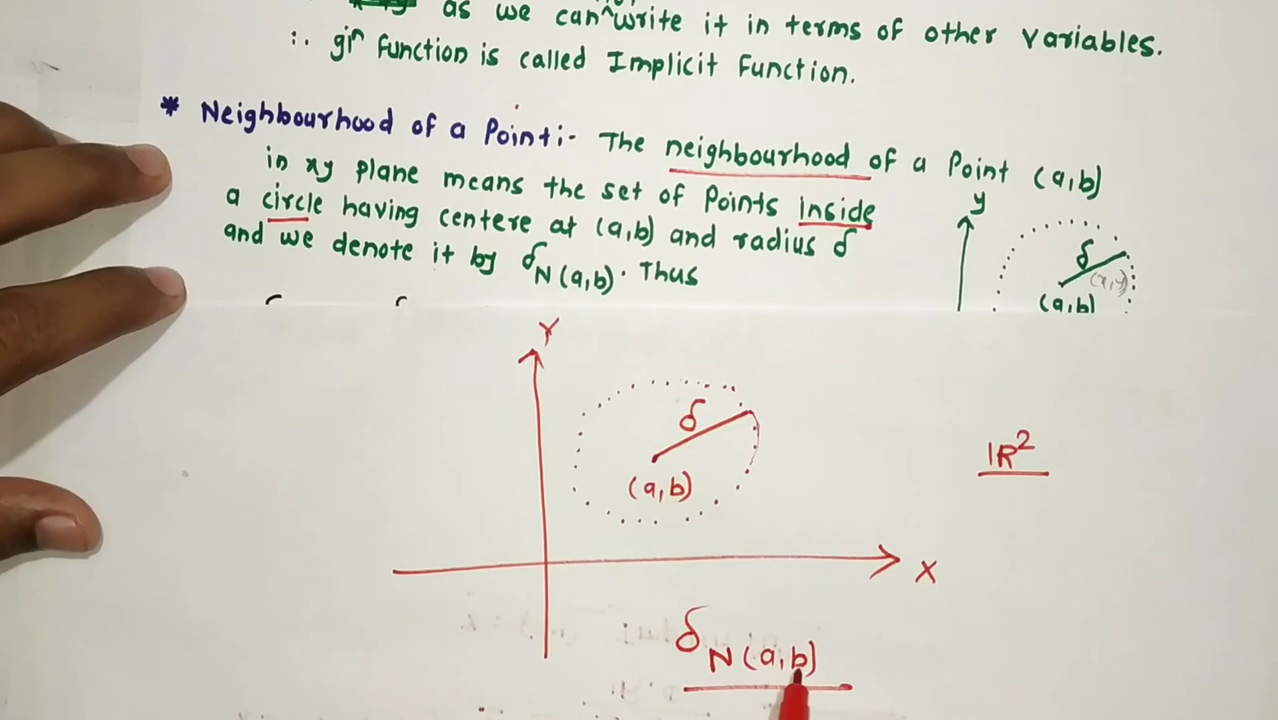 as we can^write it in terms of other variables.
∴ gin function is called Implicit Function.
* Neighbourhood of a Point:- The neighbourhood of a Point (a,b)
in xy plane means the set of Points inside
a circle having centere at (a,b) and radius δ
and we denote it by δN(a,b). Thus
y
δ
(x,y)
(a,b)
Y
δ
(a,b)
IR²
X
δN(a,b)